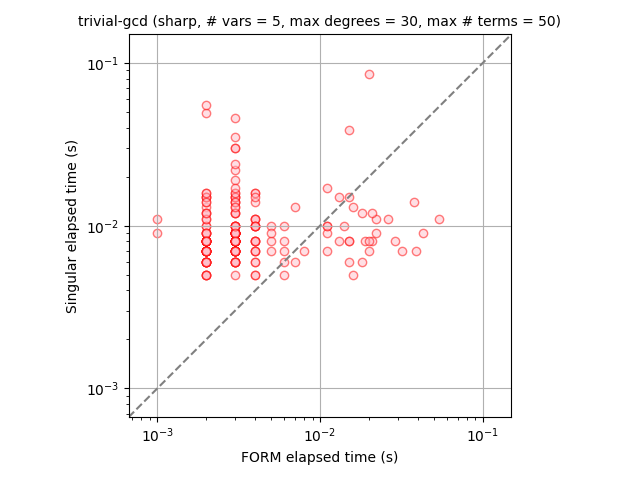 trivial-gcd (sharp, # vars = 5, max degrees = 30, max # terms = 50)
Singular elapsed time (s)
10⁻¹
10⁻²
10⁻³
10⁻³ 10⁻² 10⁻¹
FORM elapsed time (s)